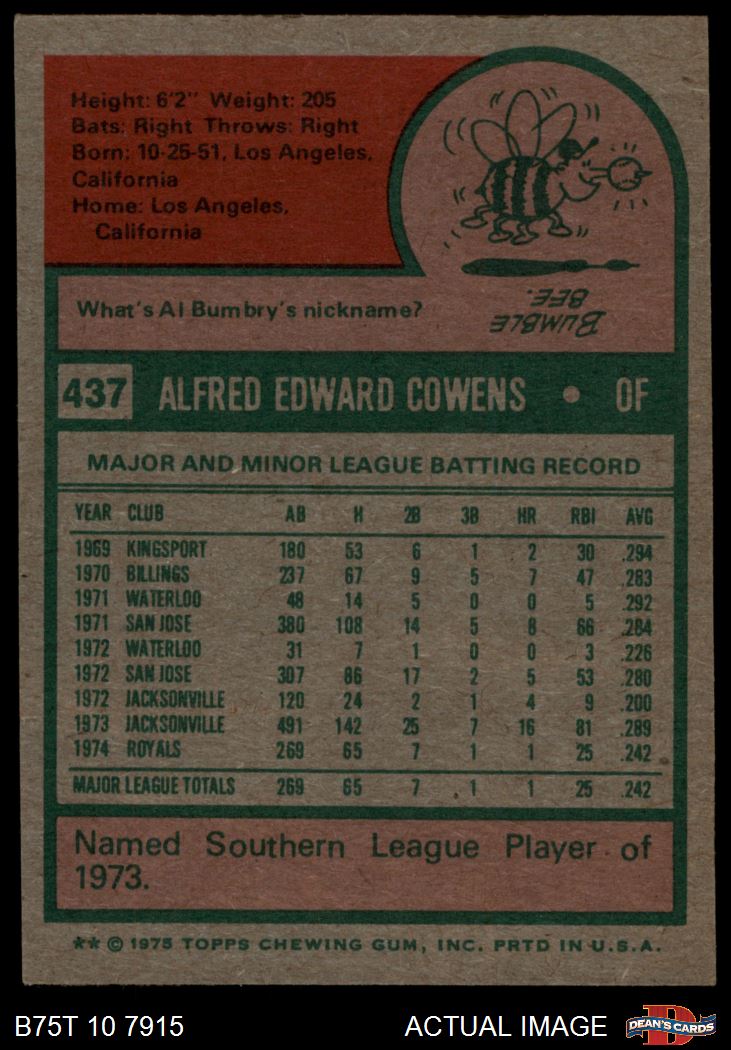 Height: 6'2" Weight: 205
Bats: Right Throws: Right
Born: 10-25-51, Los Angeles,
California
Home: Los Angeles,
California
What's Al Bumbry's nickname?
BUMBLE
BEE.
437 ALFRED EDWARD COWENS • OF
MAJOR AND MINOR LEAGUE BATTING RECORD
YEAR CLUB AB H 2B 3B HR RBI AVG
1969 KINGSPORT 180 53 6 1 2 30 .294
1970 BILLINGS 237 67 9 5 7 47 .283
1971 WATERLOO 48 14 5 0 0 5 .292
1971 SAN JOSE 380 108 14 5 8 66 .284
1972 WATERLOO 31 7 1 0 0 3 .226
1972 SAN JOSE 307 86 17 2 5 53 .280
1972 JACKSONVILLE 120 24 2 1 4 9 .200
1973 JACKSONVILLE 491 142 25 7 16 81 .289
1974 ROYALS 269 65 7 1 1 25 .242
MAJOR LEAGUE TOTALS 269 65 7 1 1 25 .242
Named Southern League Player of
1973.
** © 1975 TOPPS CHEWING GUM, INC. PRTD IN U.S.A.
B75T 10 7915 ACTUAL IMAGE
D
DEAN'S CARDS